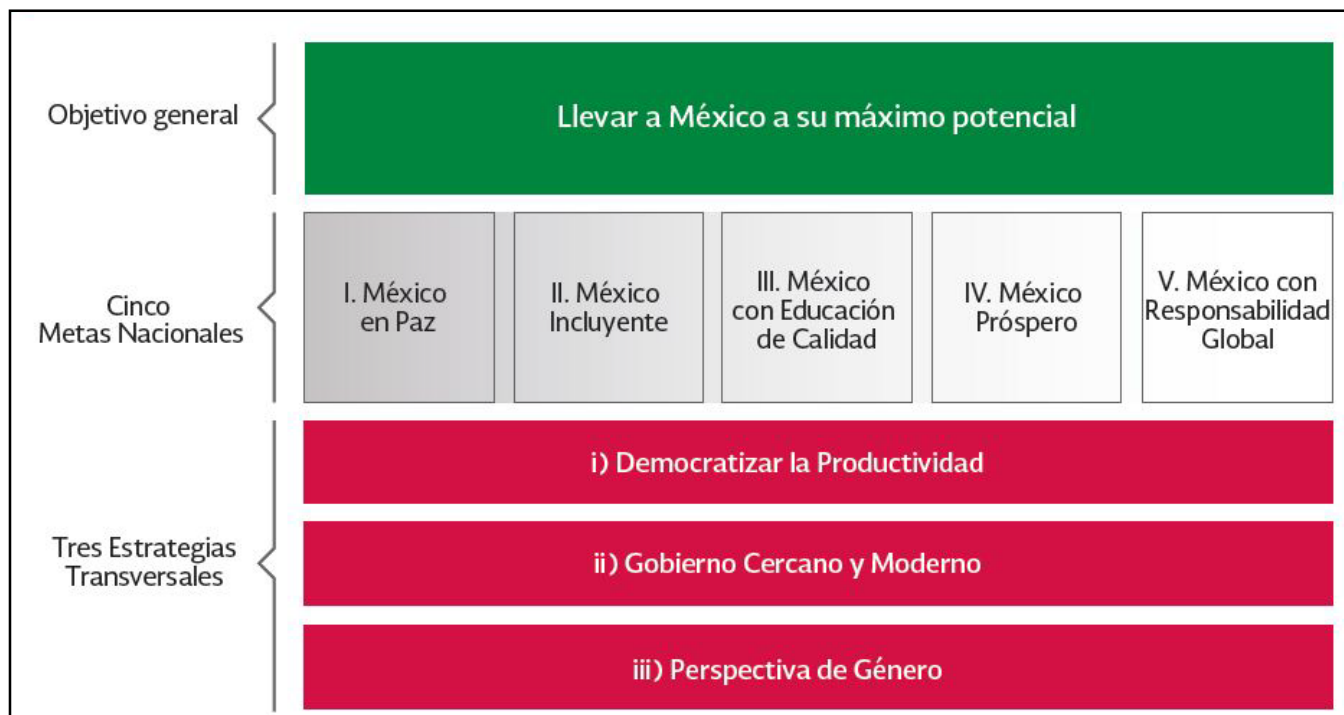 Objetivo general
Llevar a México a su máximo potencial
Cinco
Metas Nacionales
I. México
en Paz
II. México
Incluyente
III. México
con Educación
de Calidad
IV. México
Próspero
V. México con
Responsabilidad
Global
Tres Estrategias
Transversales
i) Democratizar la Productividad
ii) Gobierno Cercano y Moderno
iii) Perspectiva de Género